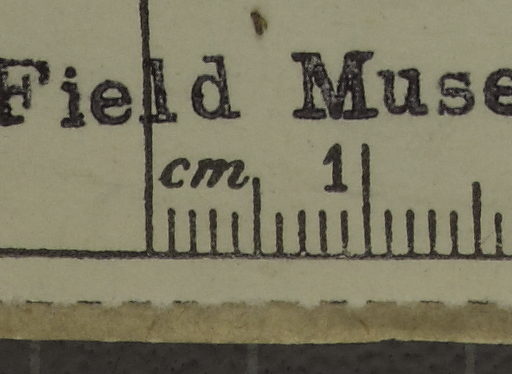 Field Muse
cm. 1